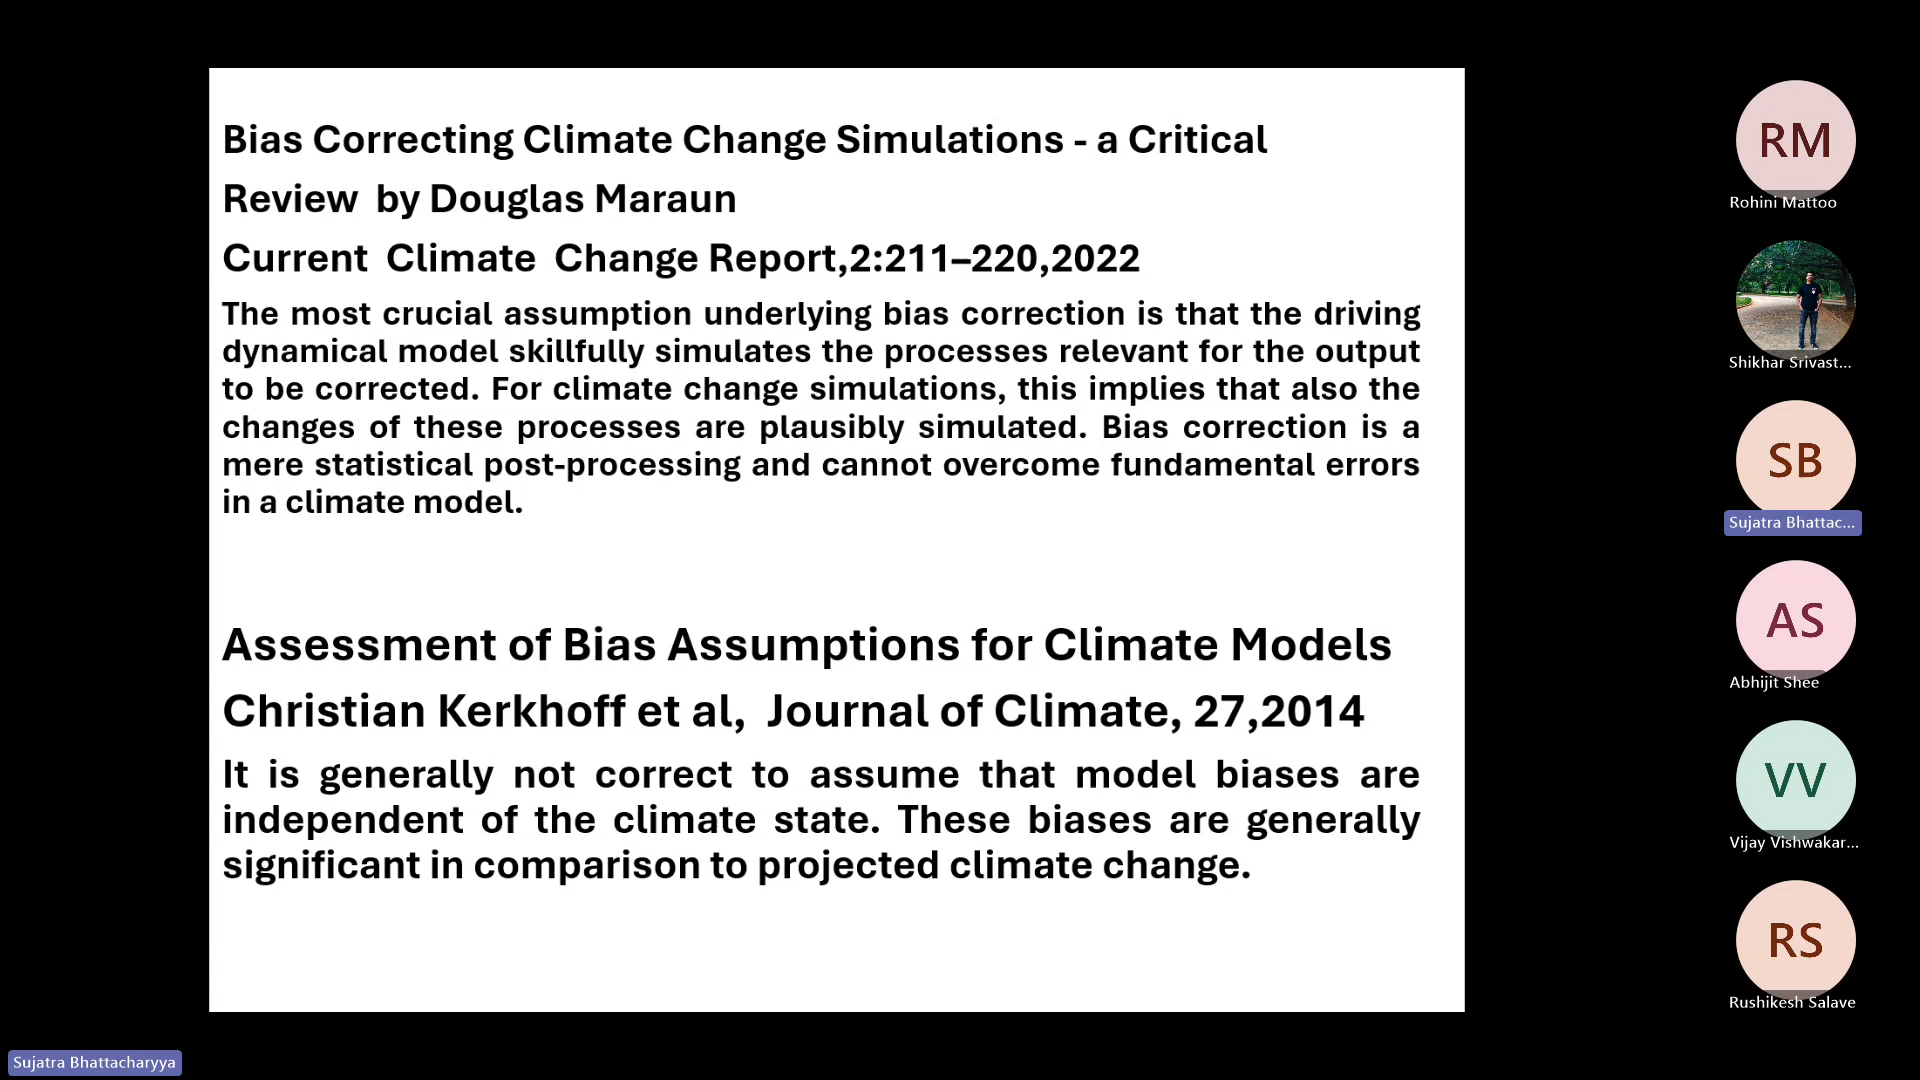 Bias Correcting Climate Change Simulations - a Critical
Review by Douglas Maraun
Current Climate Change Report,2:211–220,2022
The most crucial assumption underlying bias correction is that the driving
dynamical model skillfully simulates the processes relevant for the output
to be corrected. For climate change simulations, this implies that also the
changes of these processes are plausibly simulated. Bias correction is a
mere statistical post-processing and cannot overcome fundamental errors
in a climate model.
Assessment of Bias Assumptions for Climate Models
Christian Kerkhoff et al, Journal of Climate, 27,2014
It is generally not correct to assume that model biases are
independent of the climate state. These biases are generally
significant in comparison to projected climate change.
RM
Rohini Mattoo
Shikhar Srivast...
SB
Sujatra Bhattac...
AS
Abhijit Shee
VV
Vijay Vishwakar...
RS
Rushikesh Salave
Sujatra Bhattacharyya